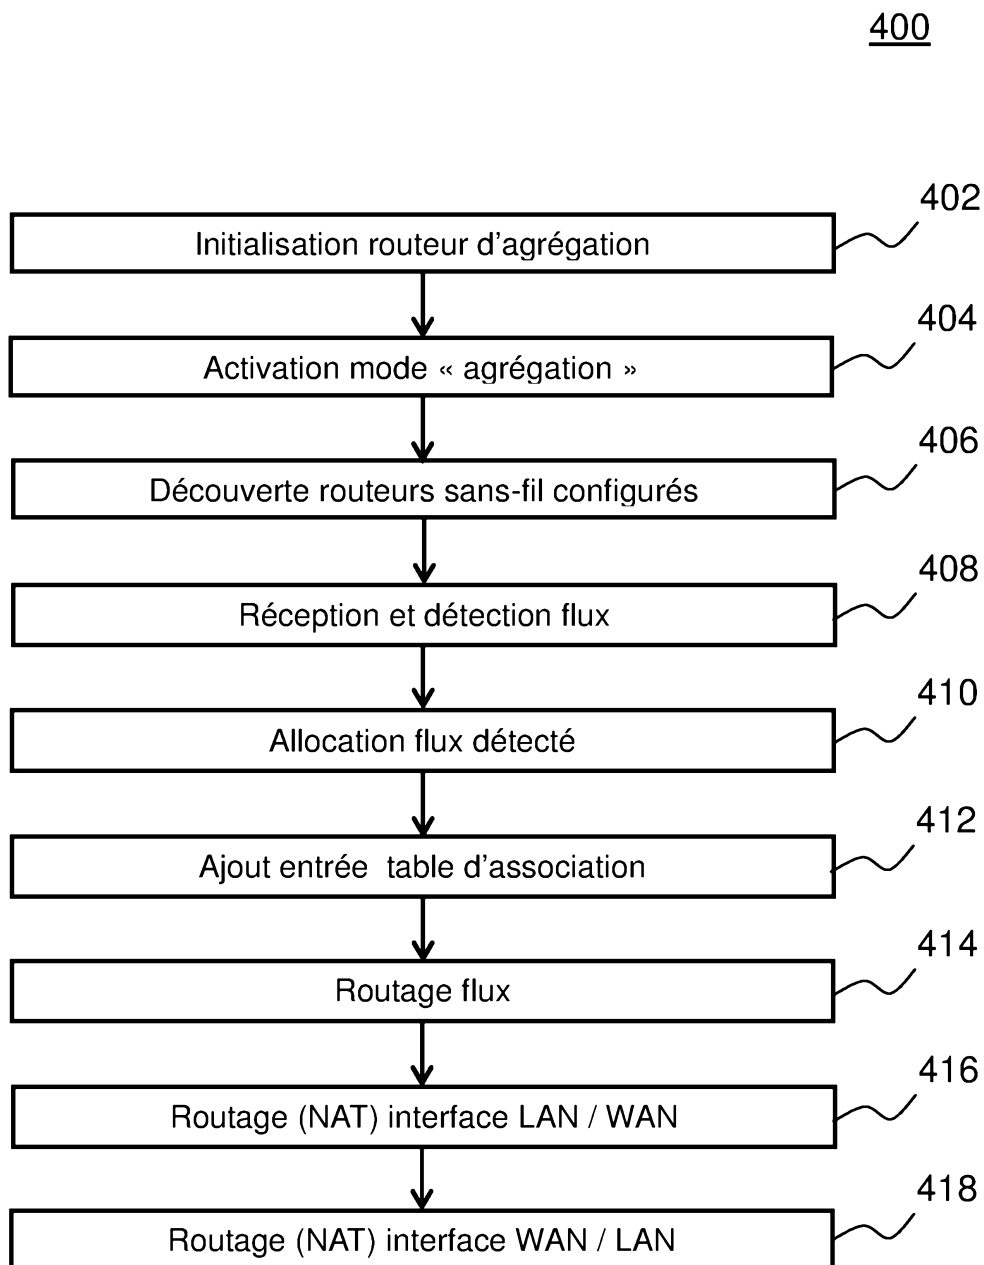 400
402
Initialisation routeur d’agrégation
404
Activation mode « agrégation »
406
Découverte routeurs sans-fil configurés
408
Réception et détection flux
410
Allocation flux détecté
412
Ajout entrée table d’association
414
Routage flux
416
Routage (NAT) interface LAN / WAN
418
Routage (NAT) interface WAN / LAN